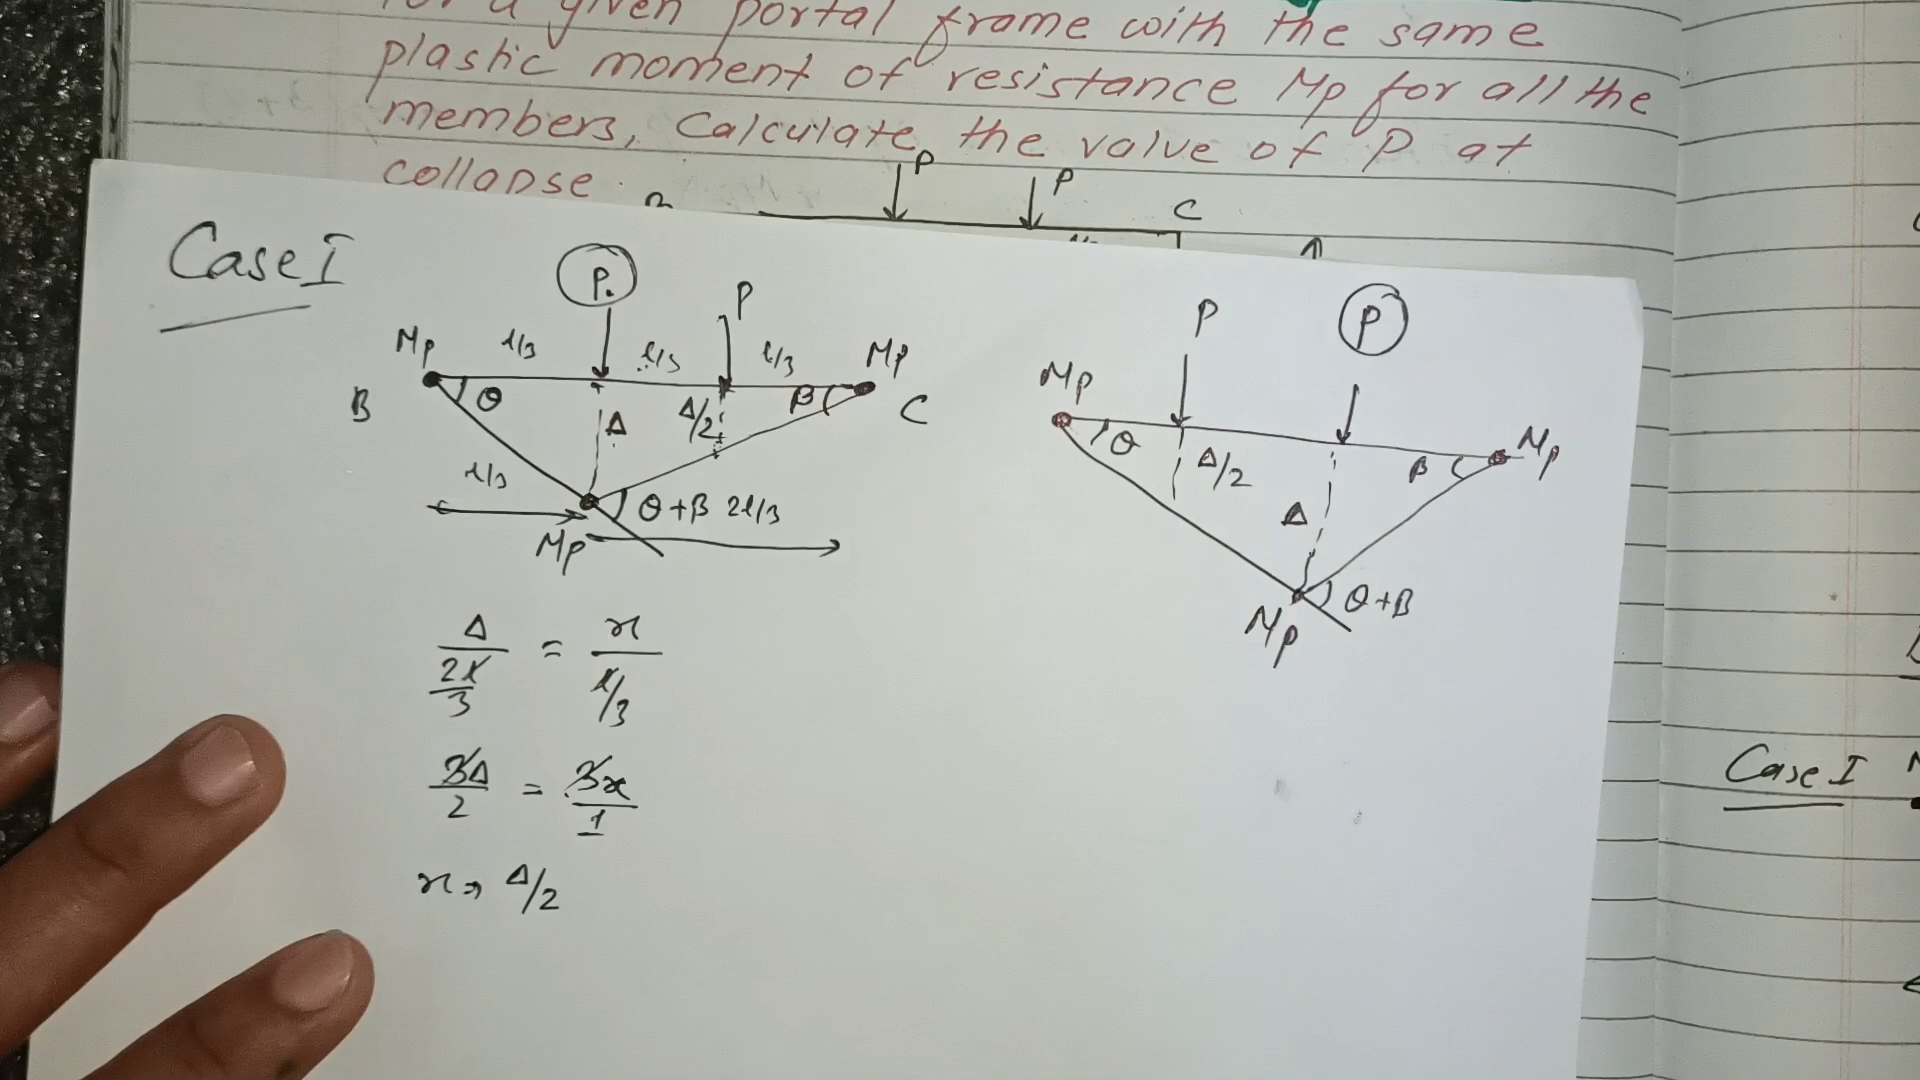 for a given portal frame with the same
plastic moment of resistance Mp for all the
members, Calculate the value of P at
collapse.
P
P
C
Case I
P.
P
Mp
l/3
l/3
l/3
Mp
B
θ
Δ
Δ/2
β
C
l/3
θ+β
2l/3
Mp
Δ/(2l/3) = x/(l/3)
3Δ/2 = 3x/1
x ⇒ Δ/2
P
P
Mp
θ
Δ/2
β
Mp
Δ
θ+β
Mp
Case I